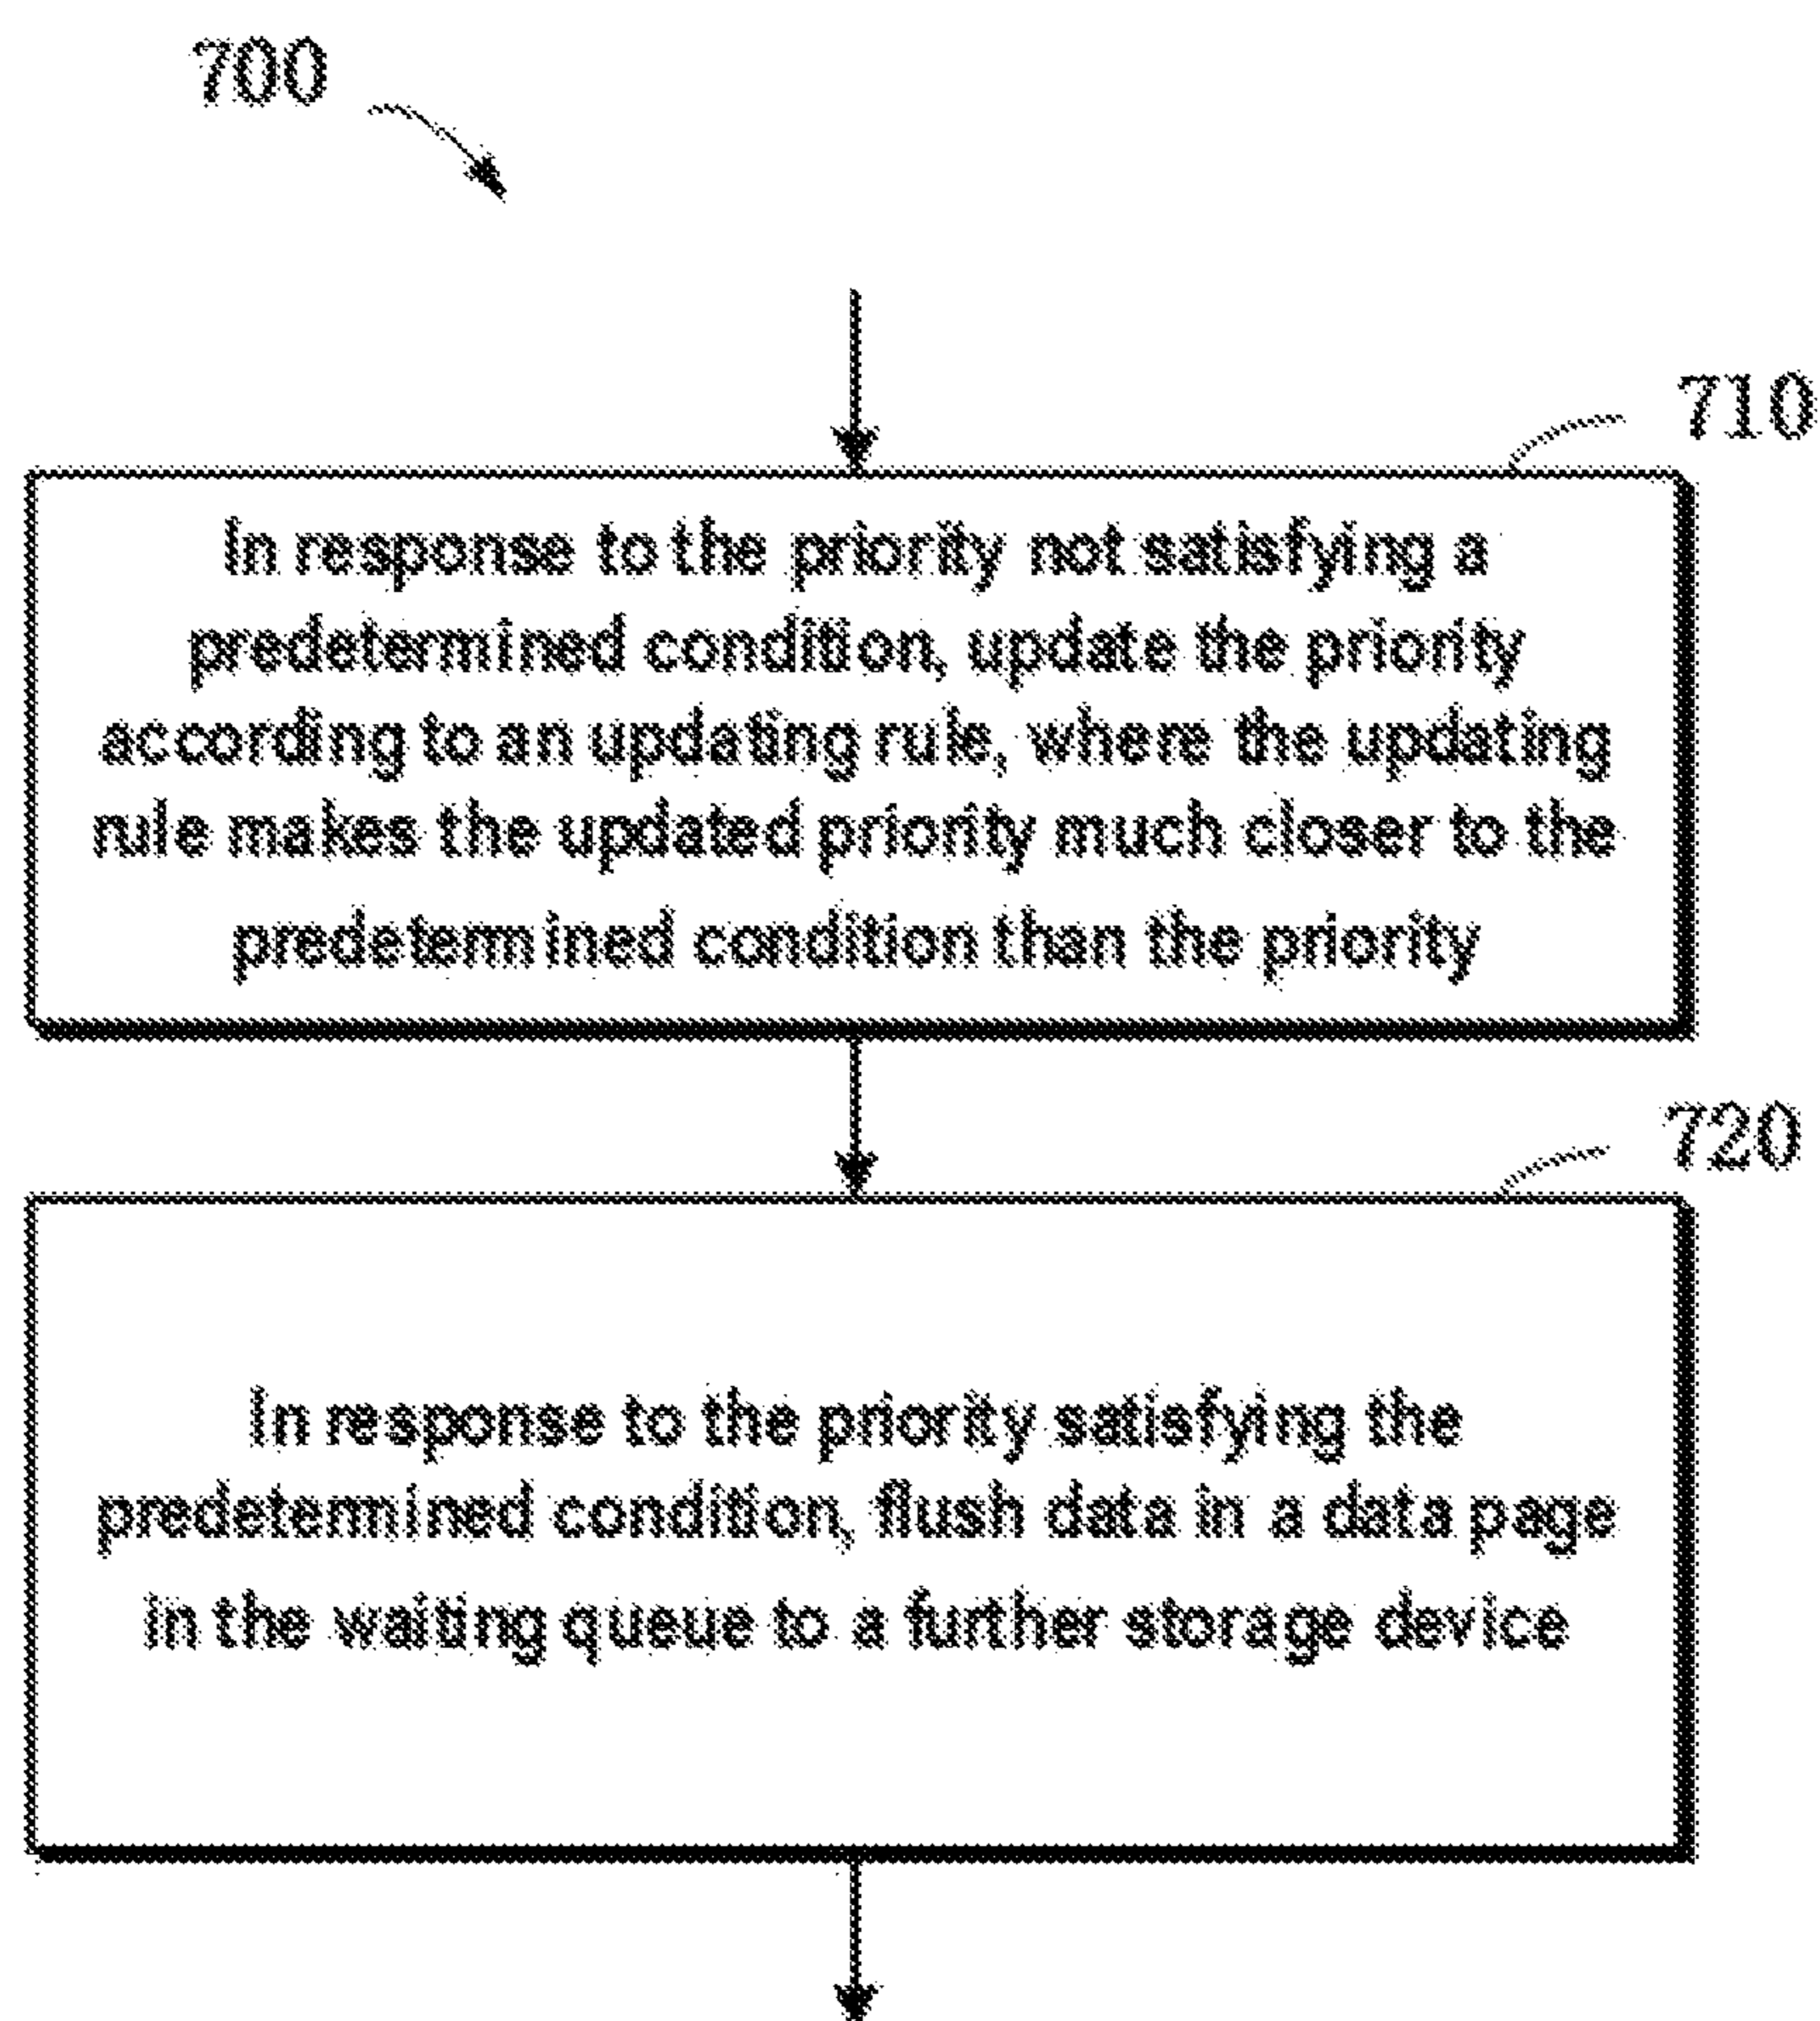 700
710
In response to the priority not satisfying a
predetermined condition, update the priority
according to an updating rule, where the updating
rule makes the updated priority much closer to the
predetermined condition than the priority
720
In response to the priority satisfying the
predetermined condition, flush data in a data page
in the waiting queue to a further storage device